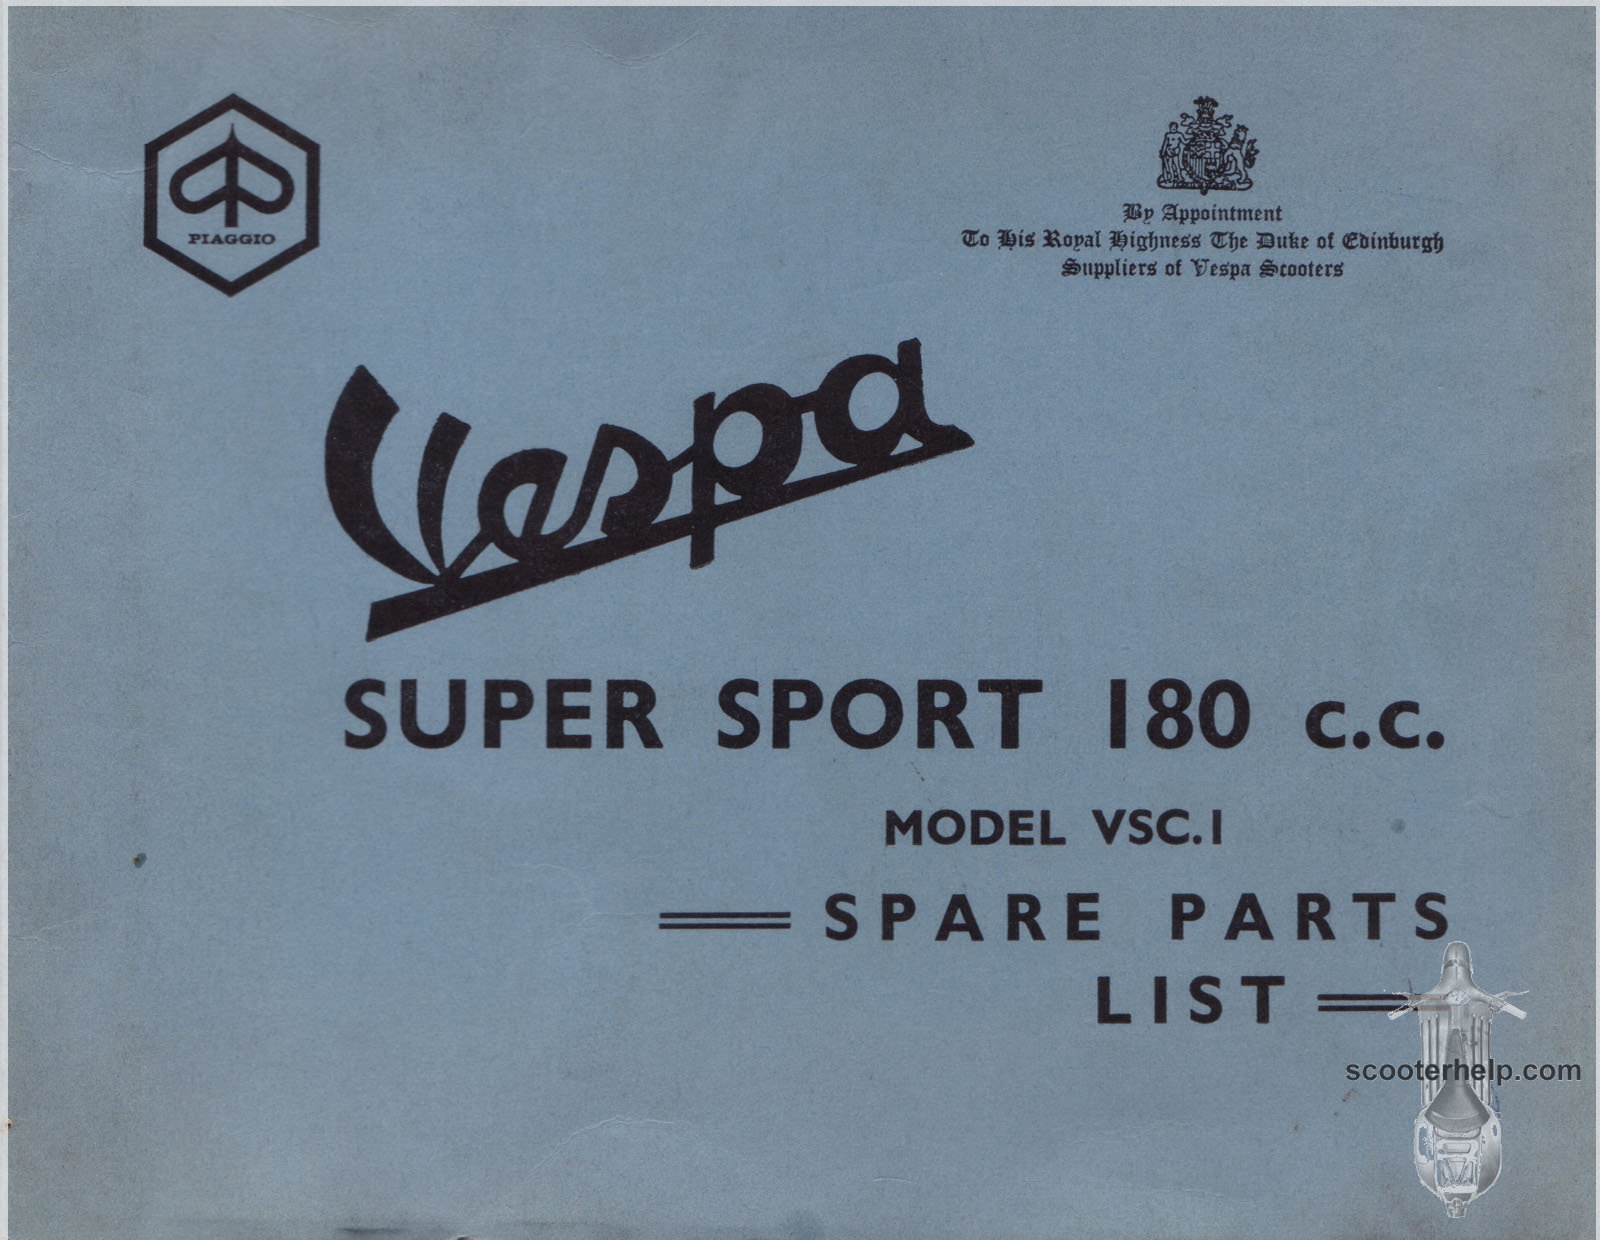 PIAGGIO
By Appointment
To His Royal Highness The Duke of Edinburgh
Suppliers of Vespa Scooters
Vespa
SUPER SPORT 180 c.c.
MODEL VSC.1
SPARE PARTS
LIST
scooterhelp.com